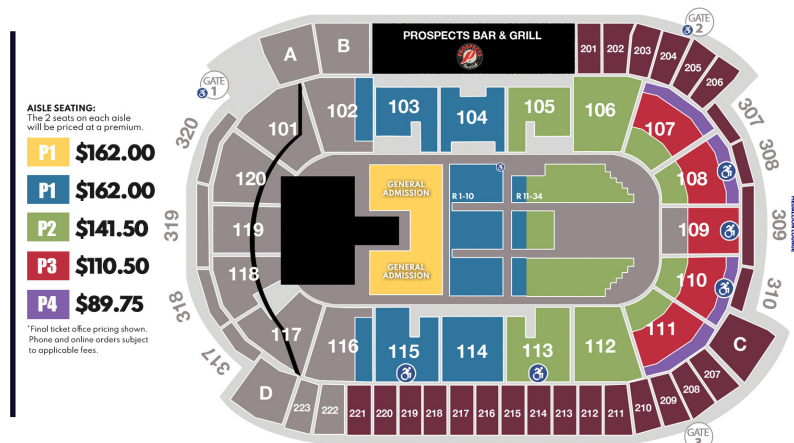 AISLE SEATING:
The 2 seats on each aisle
will be priced at a premium.
P1 $162.00
P1 $162.00
P2 $141.50
P3 $110.50
P4 $89.75
*Final ticket office pricing shown.
Phone and online orders subject
to applicable fees.
GATE
1
GATE
2
A
B
PROSPECTS BAR & GRILL
201
202
203
204
205
206
307
308
309
310
320
319
318
317
101
102
103
104
105
106
107
108
109
110
111
120
119
118
117
116
115
114
113
112
GENERAL
ADMISSION
GENERAL
ADMISSION
R 1-10
R 11-34
C
D
223
222
221
220
219
218
217
216
215
214
213
212
211
210
209
208
207
GATE